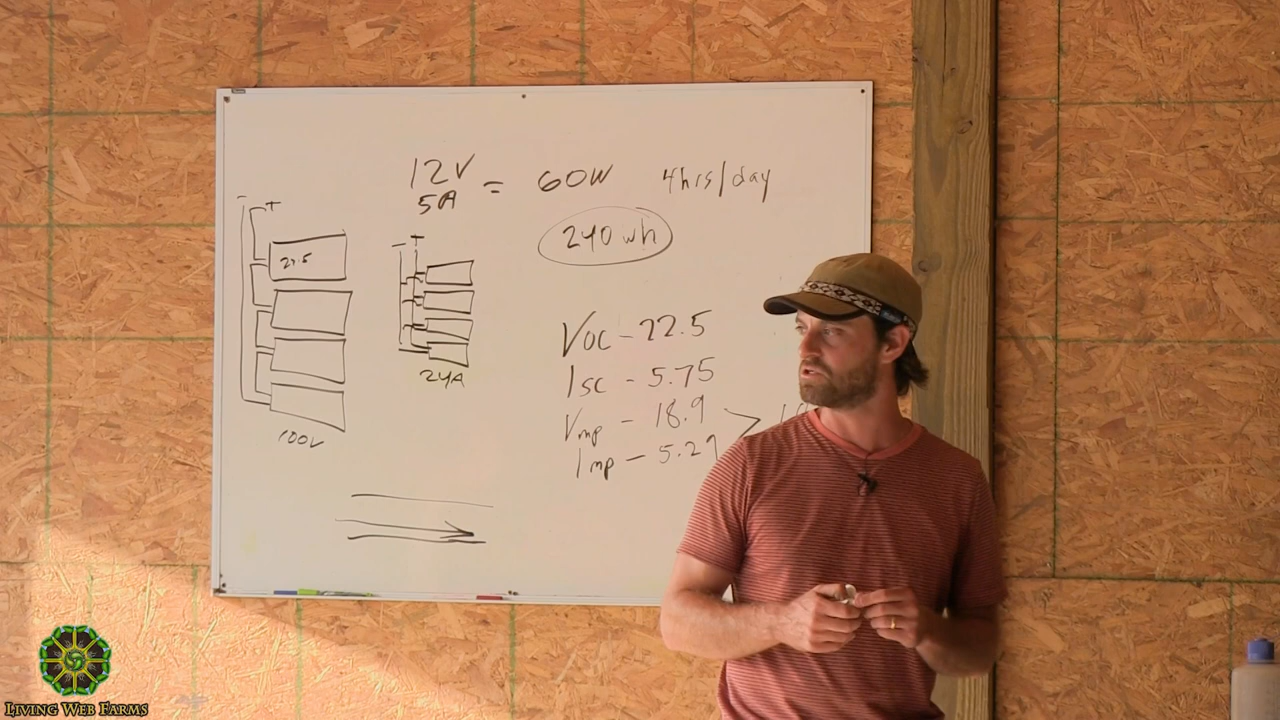 12V
5A = 60W 4hrs/day
240 wh
- +
22.5
100V
- +
24A
Voc - 22.5
Isc - 5.75
Vmp - 18.9
Imp - 5.29
LIVING WEB FARMS